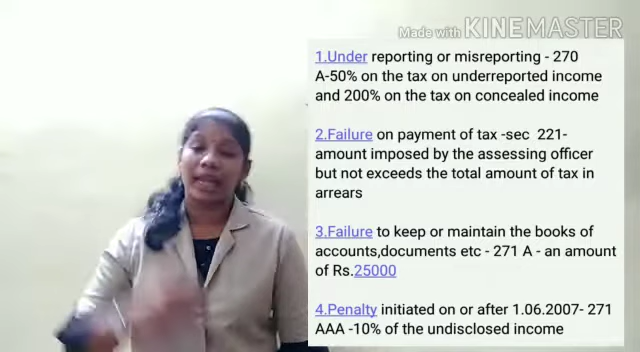 Made with KINEMASTER
1.Under reporting or misreporting - 270
A-50% on the tax on underreported income
and 200% on the tax on concealed income
2.Failure on payment of tax -sec 221-
amount imposed by the assessing officer
but not exceeds the total amount of tax in
arrears
3.Failure to keep or maintain the books of
accounts,documents etc - 271 A - an amount
of Rs.25000
4.Penalty initiated on or after 1.06.2007- 271
AAA -10% of the undisclosed income